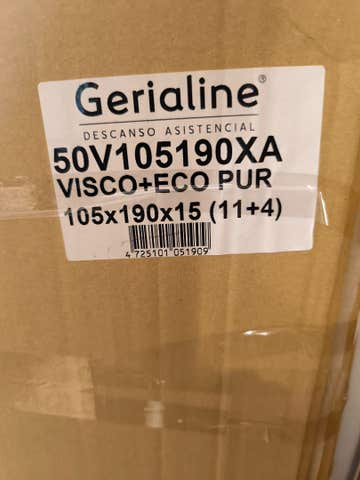 Gerialine®
DESCANSO ASISTENCIAL
50V105190XA
VISCO+ECO PUR
105x190x15 (11+4)
4 725101 051909